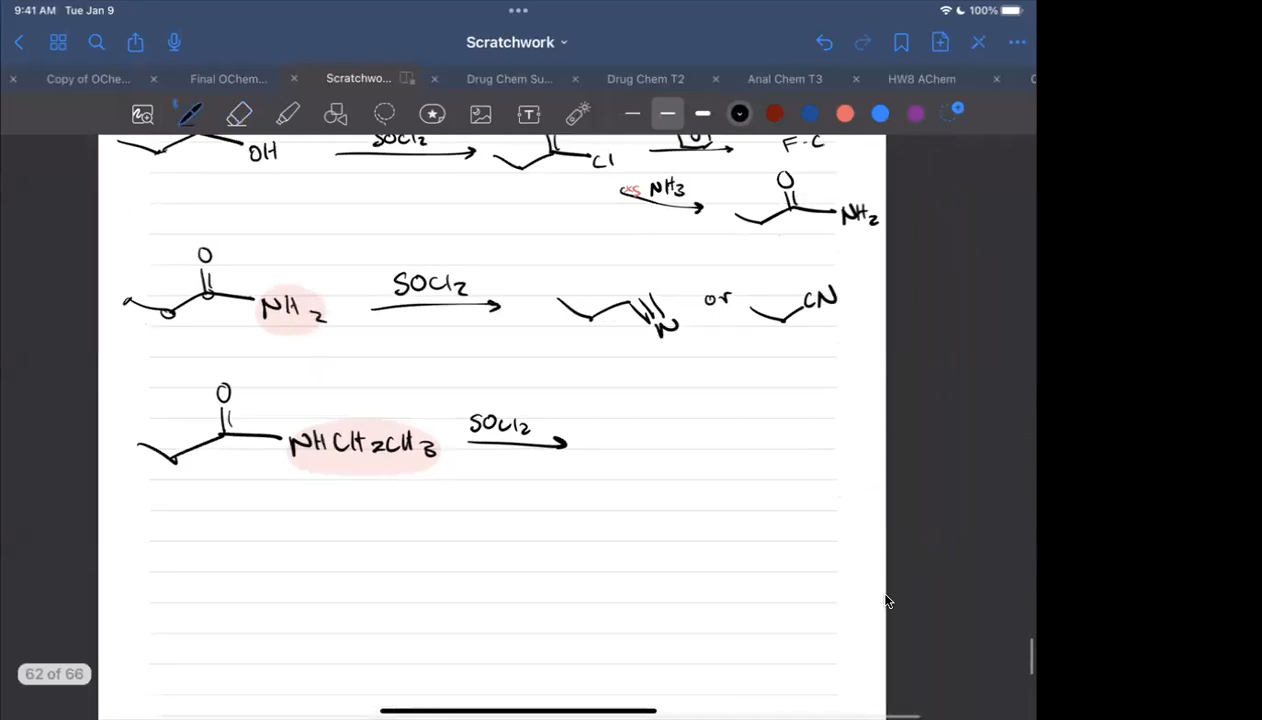 9:41 AM Tue Jan 9
100%
Scratchwork
Copy of OChe...
Final OChem...
Scratchwo...
Drug Chem Su...
Drug Chem T2
Anal Chem T3
HW8 AChem
OH
SOCl2
Cl
F-C
xs NH3
O
NH2
O
NH2
SOCl2
N
or
CN
O
NHCH2CH3
SOCl2
62 of 66